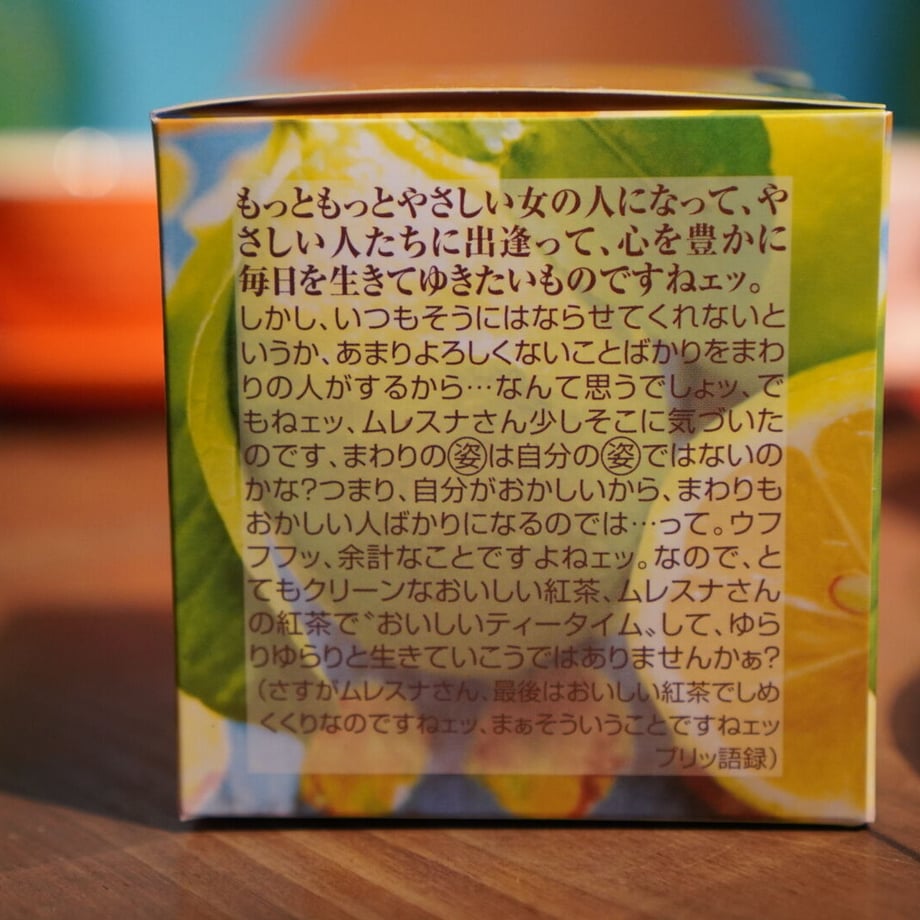 もっともっとやさしい女の人になって、や
さしい人たちに出逢って、心を豊かに
毎日を生きてゆきたいものですねェッ。
しかし、いつもそうにはならせてくれないと
いうか、あまりよろしくないことばかりをまわ
りの人がするから…なんて思うでしょッ、で
もねェッ、ムレスナさん少しそこに気づいた
のです、まわりの㊛は自分の㊛ではないの
かな?つまり、自分がおかしいから、まわりも
おかしい人ばかりになるのでは…って。ウフ
フフッ、余計なことですよねェッ。なので、と
てもクリーンなおいしい紅茶、ムレスナさん
の紅茶で〝おいしいティータイム〟して、ゆら
りゆらりと生きていこうではありませんかぁ?
(さすがムレスナさん、最後はおいしい紅茶でしめ
くくりなのですねェッ、まぁそういうことですねェッ
ブリッ語録)